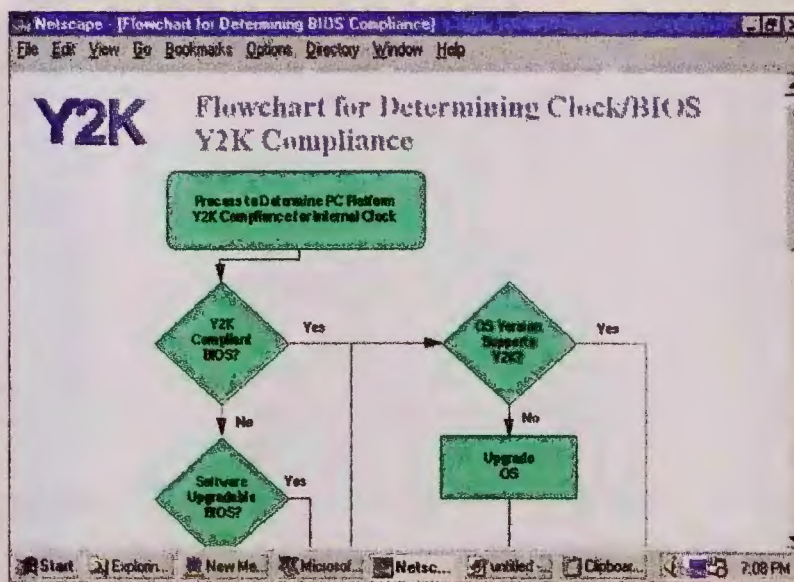 Netscape - [Flowchart for Determining BIOS Compliance]
File Edit View Go Bookmarks Options Directory Window Help
Y2K
Flowchart for Determining Clock/BIOS
Y2K Compliance
Process to Determine PC Platform
Y2K Compliance for Internal Clock
Y2K
Compliant
BIOS?
Yes
OS Version
Supports
Y2K?
Yes
No
No
Software
Upgradable
BIOS?
Yes
Upgrade
OS
Start Explorin... New Me... Microsof... Netsc... untitled -... Clipboar... 7:08 PM